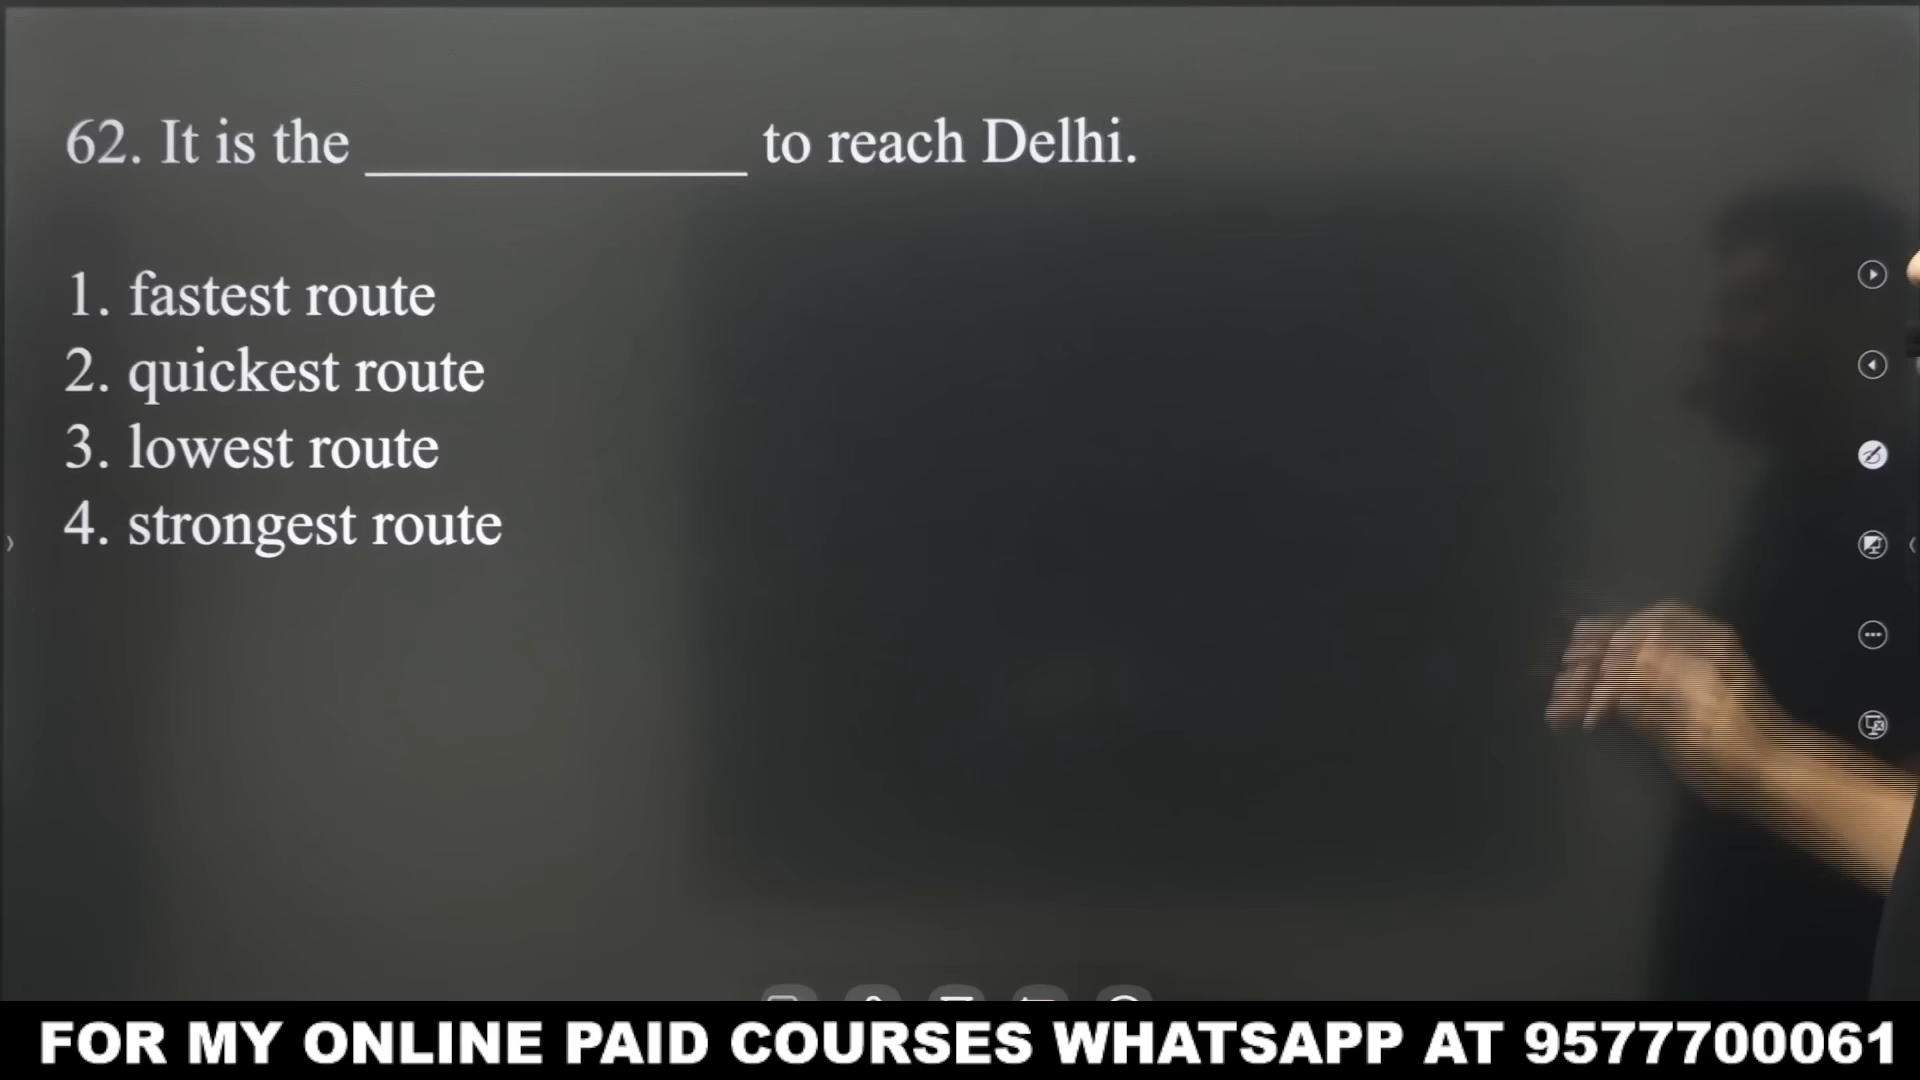 62. It is the ______________ to reach Delhi.
1. fastest route
2. quickest route
3. lowest route
4. strongest route
FOR MY ONLINE PAID COURSES WHATSAPP AT 9577700061